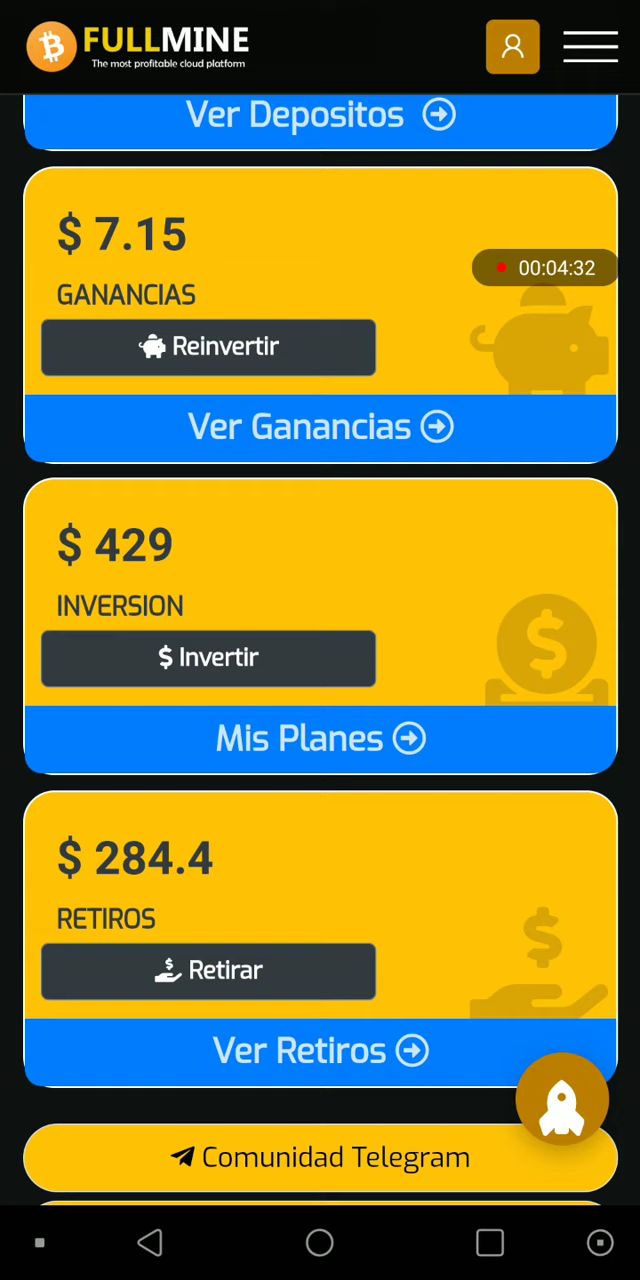 FULLMINE
The most profitable cloud platform
Ver Depositos
$ 7.15
00:04:32
GANANCIAS
Reinvertir
Ver Ganancias
$ 429
INVERSION
$ Invertir
Mis Planes
$ 284.4
RETIROS
Retirar
Ver Retiros
Comunidad Telegram